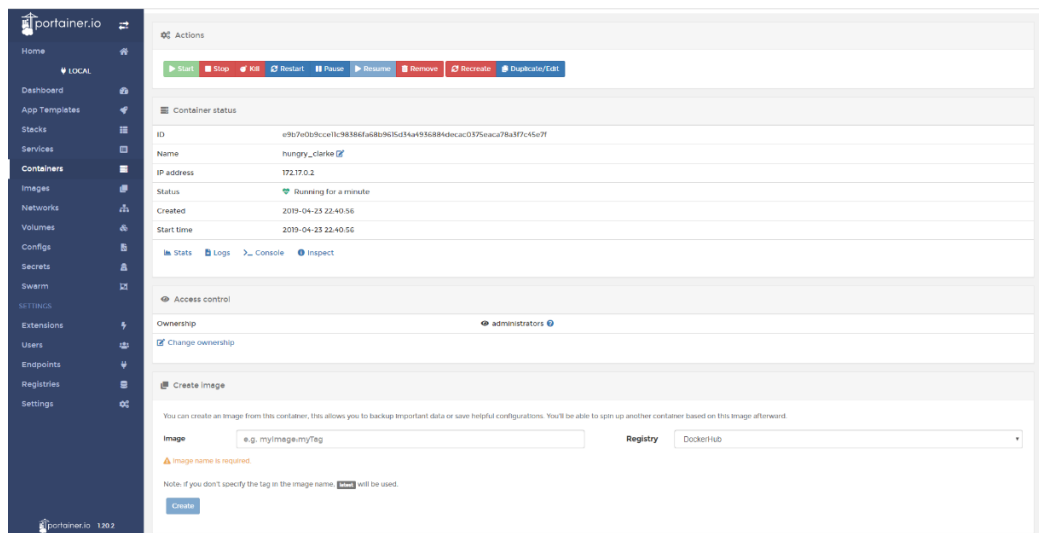 portainer.io
Home
LOCAL
Dashboard
App Templates
Stacks
Services
Containers
Images
Networks
Volumes
Configs
Secrets
Swarm
SETTINGS
Extensions
Users
Endpoints
Registries
Settings
portainer.io 1.20.2
Actions
Start Stop Kill Restart Pause Resume Remove Recreate Duplicate/Edit
Container status
ID e9b7e0b9cce11c98386fa68b9615d34a4936884decac0375eaca78a3f7c45e7f
Name hungry_clarke
IP address 172.17.0.2
Status Running for a minute
Created 2019-04-23 22:40:56
Start time 2019-04-23 22:40:56
Stats Logs >_ Console Inspect
Access control
Ownership administrators
Change ownership
Create image
You can create an image from this container, this allows you to backup important data or save helpful configurations. You'll be able to spin up another container based on this image afterward.
Image e.g. myImage:myTag Registry DockerHub
Image name is required.
Note: if you don't specify the tag in the image name, latest will be used.
Create